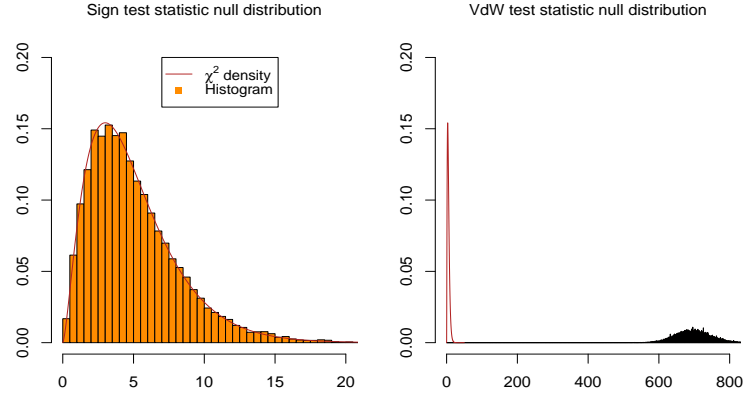 Sign test statistic null distribution
0.20
0.15
0.10
0.05
0.00
0 5 10 15 20
χ² density
Histogram
VdW test statistic null distribution
0.20
0.15
0.10
0.05
0.00
0 200 400 600 800